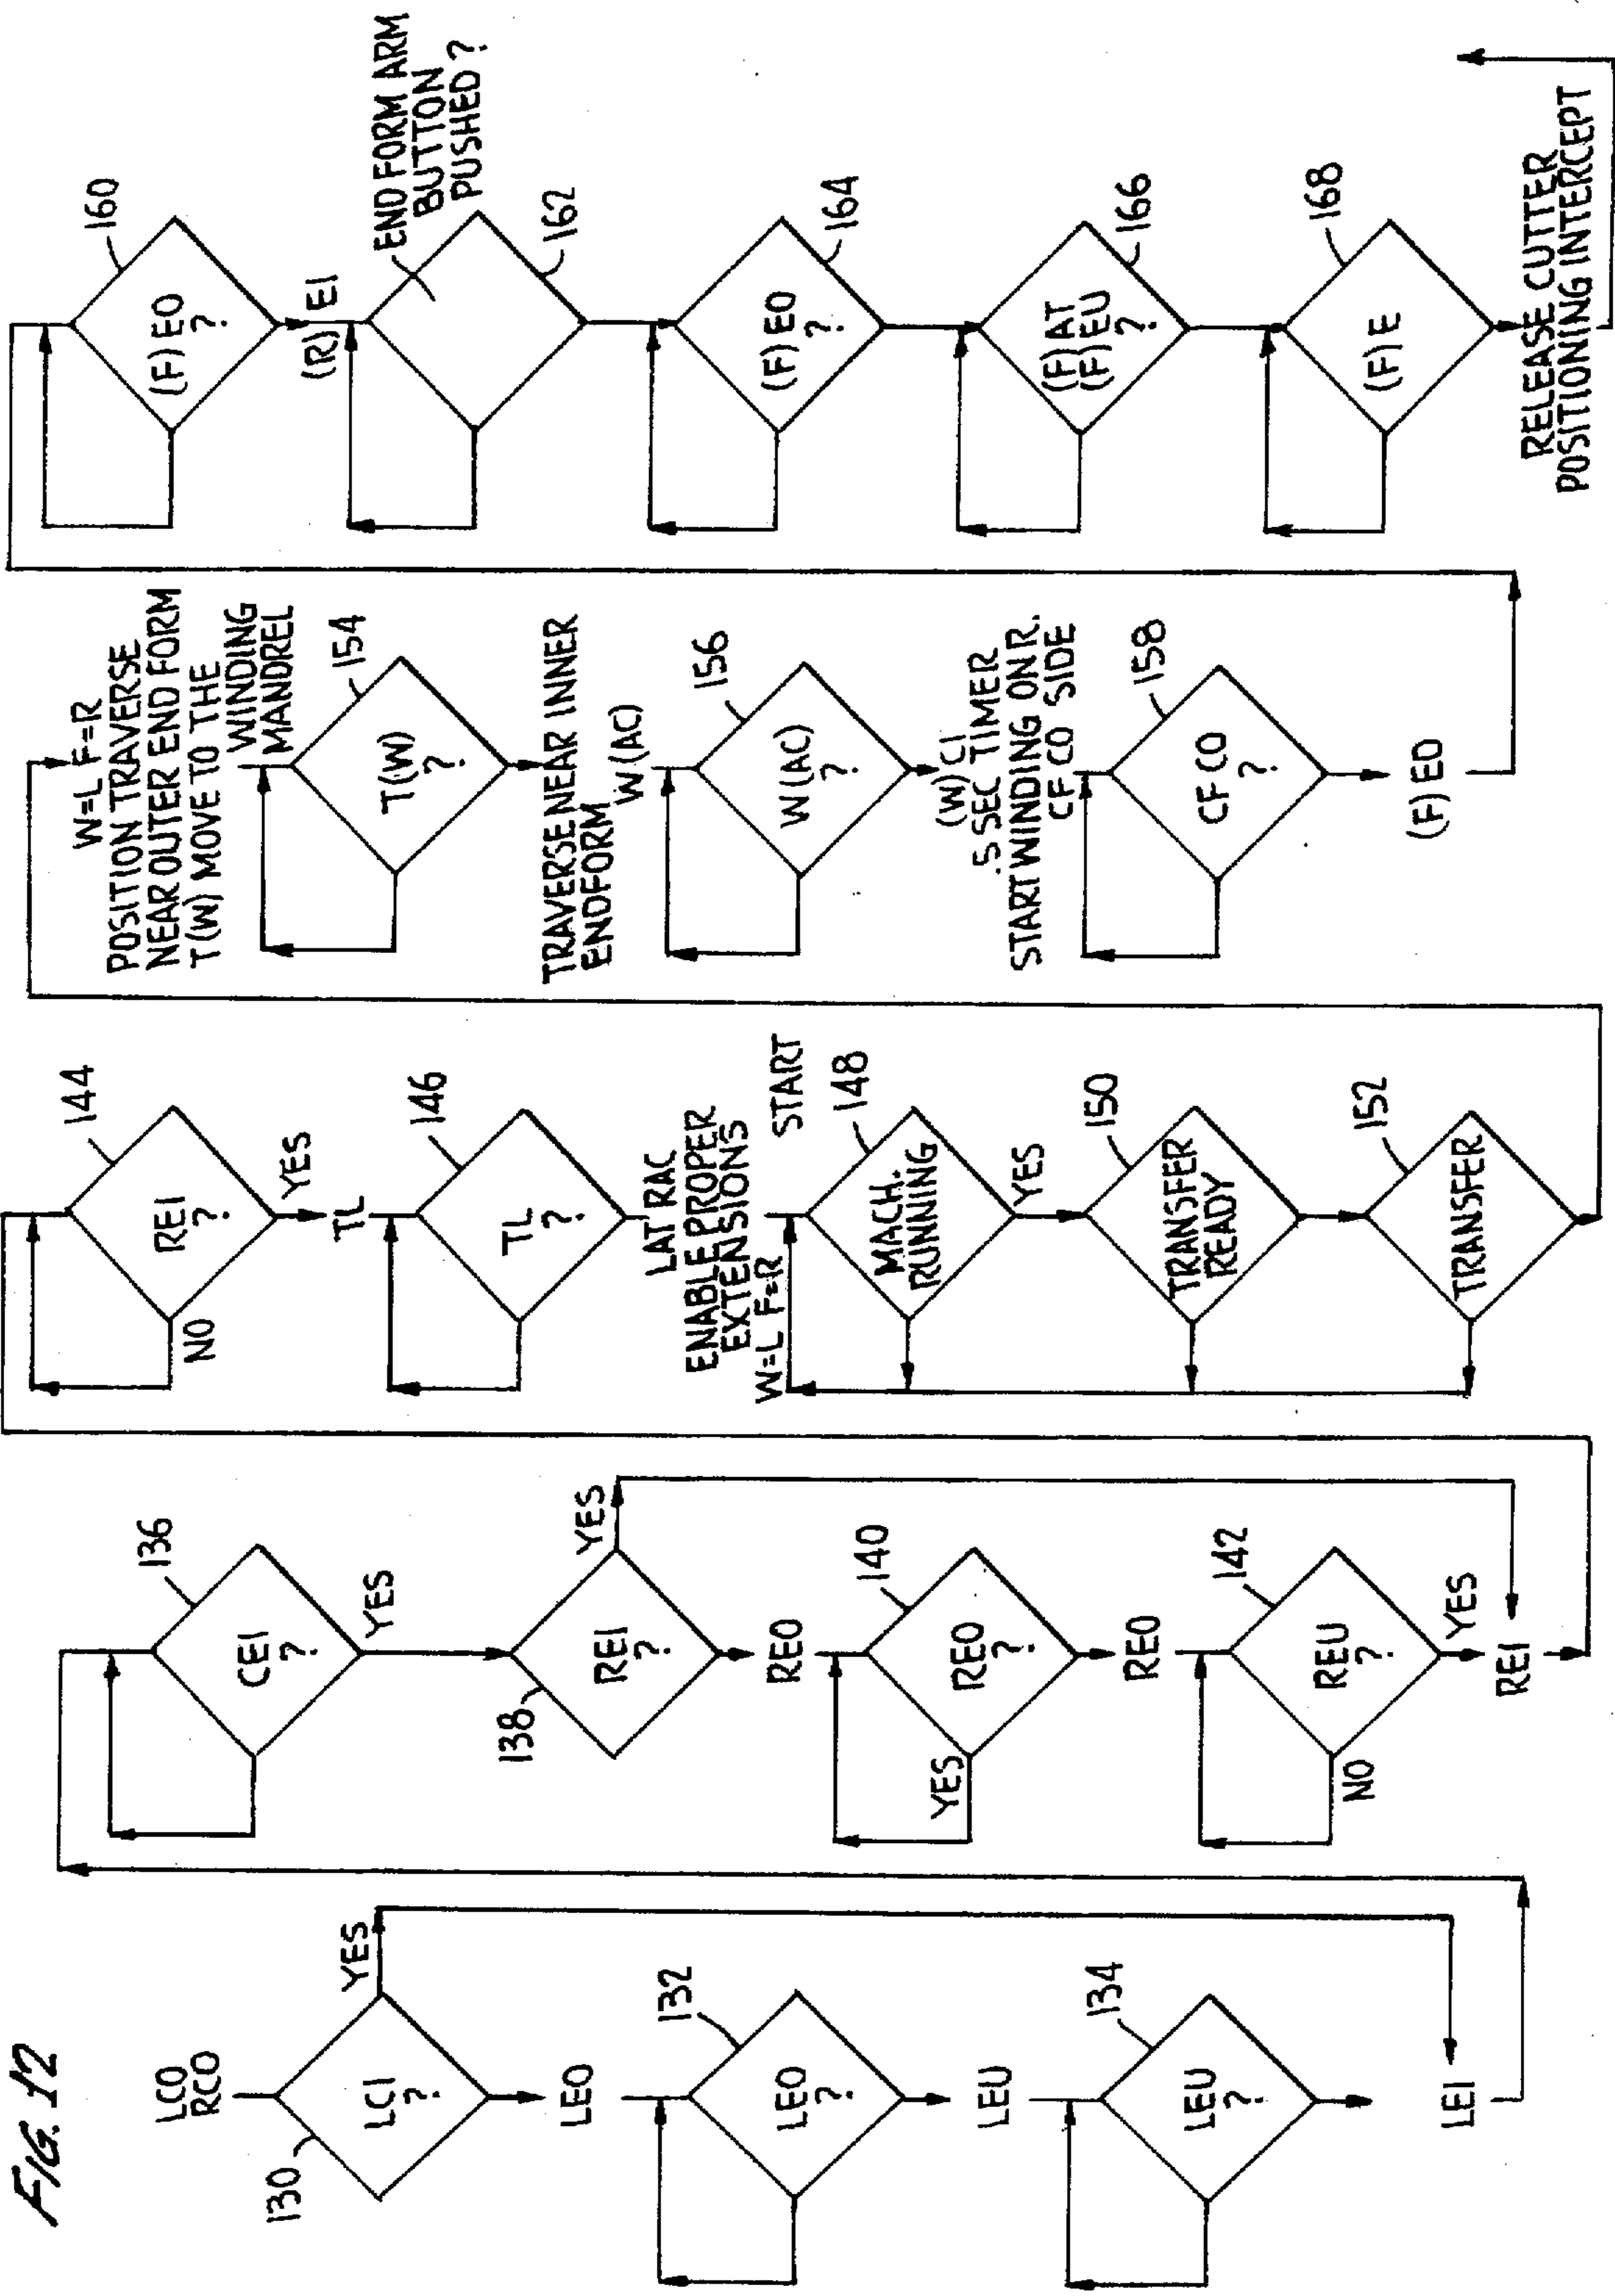 FIG. 12
LCO
RCO
130
LCI
?
YES
LEO
132
LEO
?
LEU
134
LEU
?
LEI
136
CEI
?
YES
138
REI
?
YES
REO
140
REO
?
YES
REO
142
REU
?
NO
YES
REI
144
REI
?
NO
YES
TL
146
TL
?
LAT RAC
ENABLE PROPER
EXTENSIONS
W=L F=R
START
148
MACH.
RUNNING
YES
150
TRANSFER
READY
152
TRANSFER
W=L F=R
POSITION TRAVERSE
NEAR OUTER END FORM
T(W) MOVE TO THE
WINDING
MANDREL
154
T(W)
?
TRAVERSE NEAR INNER
ENDFORM
W(AC)
156
W(AC)
?
(W) CI
.5 SEC TIMER
START WINDING ON R.
CF CO SIDE
158
CF CO
?
(F) EO
160
(F) EO
?
(R) EI
END FORM ARM
BUTTON
PUSHED ?
162
164
(F) EO
?
166
(F) AT
(F) EU
?
168
(F) E
?
RELEASE CUTTER
POSITIONING INTERCEPT